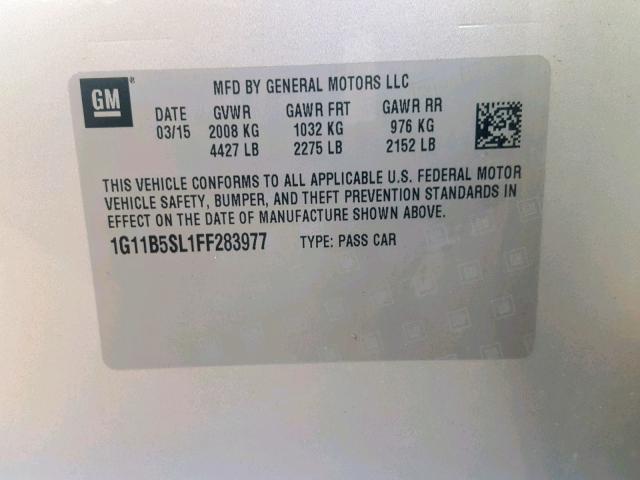 GM ® MFD BY GENERAL MOTORS LLC
DATE GVWR GAWR FRT GAWR RR
03/15 2008 KG 1032 KG 976 KG
4427 LB 2275 LB 2152 LB
THIS VEHICLE CONFORMS TO ALL APPLICABLE U.S. FEDERAL MOTOR
VEHICLE SAFETY, BUMPER, AND THEFT PREVENTION STANDARDS IN
EFFECT ON THE DATE OF MANUFACTURE SHOWN ABOVE.
1G11B5SL1FF283977 TYPE: PASS CAR